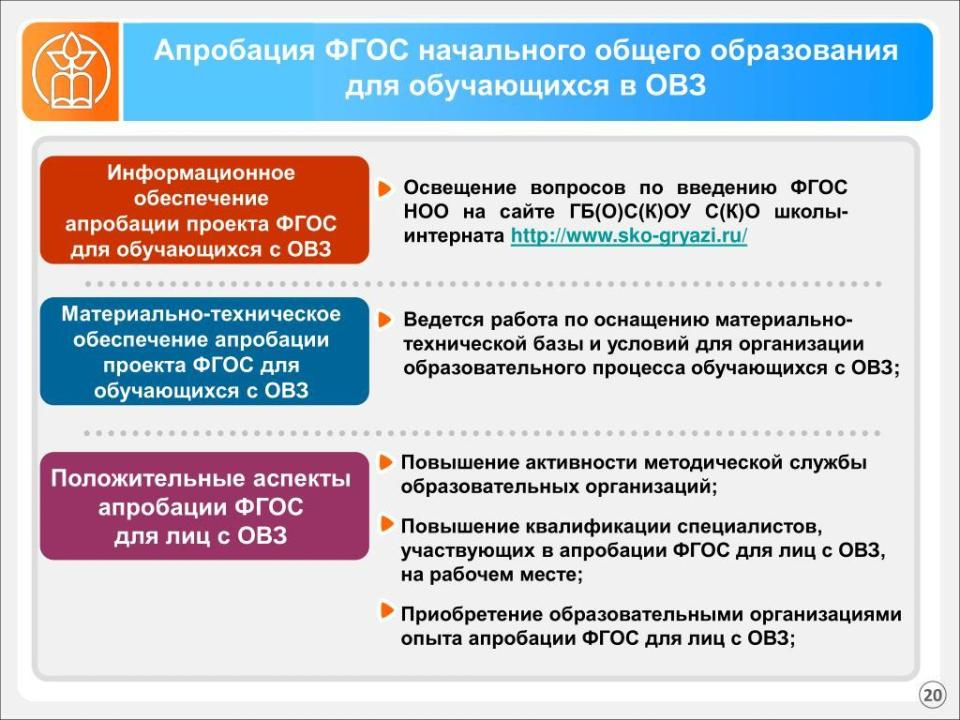 Апробация ФГОС начального общего образования
для обучающихся в ОВЗ
Информационное
обеспечение
апробации проекта ФГОС
для обучающихся с ОВЗ
Освещение вопросов по введению ФГОС
НОО на сайте ГБ(О)С(К)ОУ С(К)О школы-
интерната http://www.sko-gryazi.ru/
Материально-техническое
обеспечение апробации
проекта ФГОС для
обучающихся с ОВЗ
Ведется работа по оснащению материально-
технической базы и условий для организации
образовательного процесса обучающихся с ОВЗ;
Положительные аспекты
апробации ФГОС
для лиц с ОВЗ
Повышение активности методической службы
образовательных организаций;
Повышение квалификации специалистов,
участвующих в апробации ФГОС для лиц с ОВЗ,
на рабочем месте;
Приобретение образовательными организациями
опыта апробации ФГОС для лиц с ОВЗ;
20